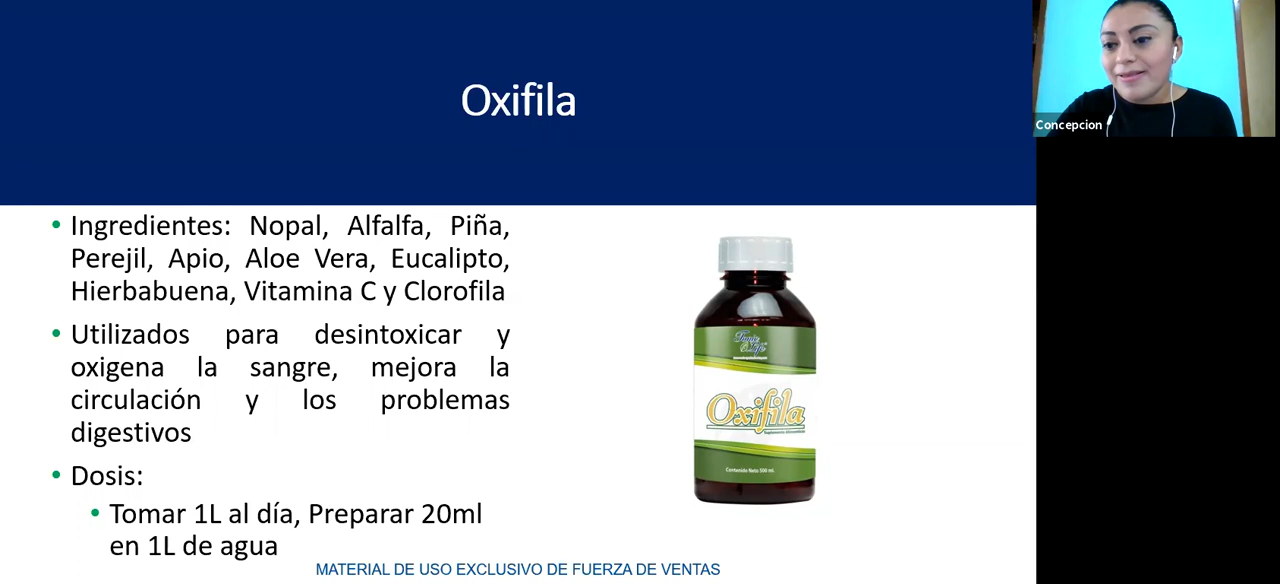 Oxifila
Concepcion
• Ingredientes: Nopal, Alfalfa, Piña,
Perejil, Apio, Aloe Vera, Eucalipto,
Hierbabuena, Vitamina C y Clorofila
• Utilizados para desintoxicar y
oxigena la sangre, mejora la
circulación y los problemas
digestivos
• Dosis:
• Tomar 1L al día, Preparar 20ml
en 1L de agua
Oxifila
Suplemento Alimenticio
Contenido Neto 500 ml.
MATERIAL DE USO EXCLUSIVO DE FUERZA DE VENTAS